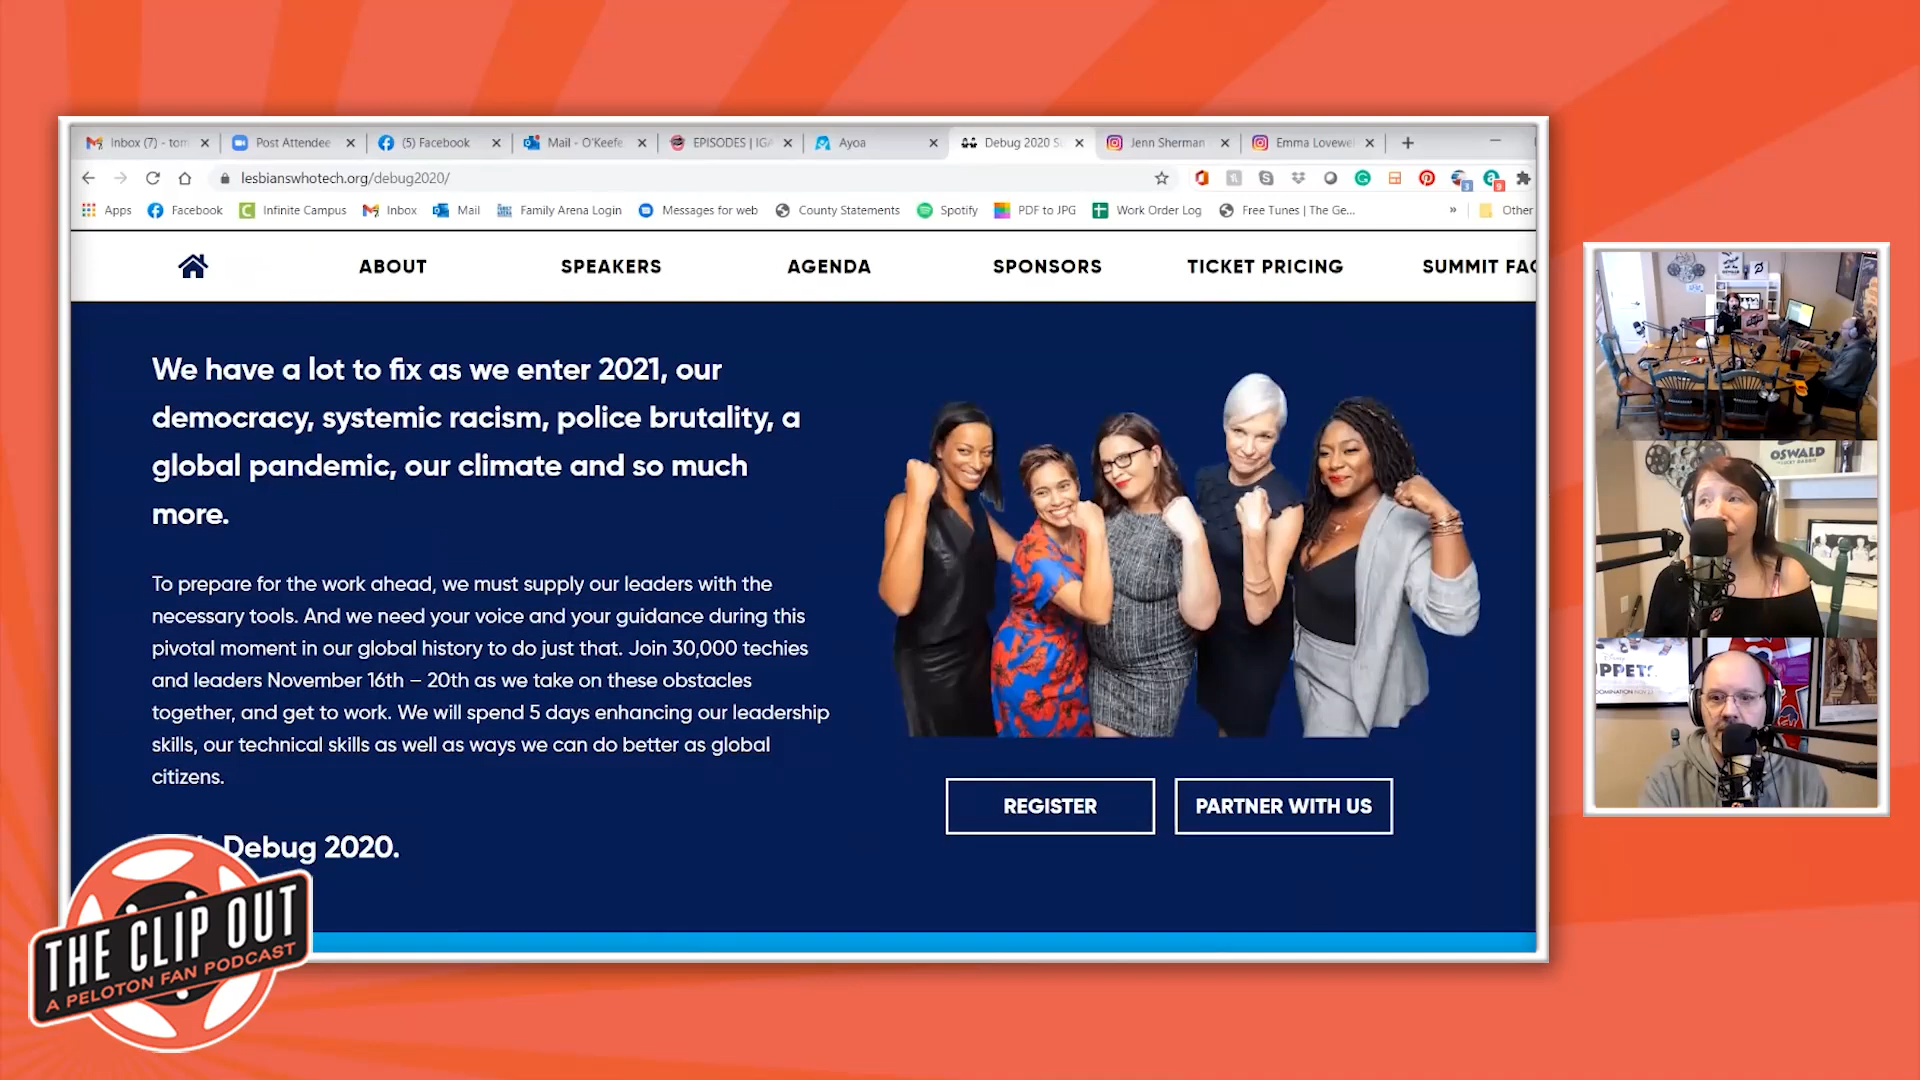 Inbox (7) - tom
Post Attendee
(5) Facebook
Mail - O'Keefe
EPISODES | IGA
Ayoa
Debug 2020 Su
Jenn Sherman
Emma Lovewel
lesbianswhotech.org/debug2020/
3
9
Apps
Facebook
Infinite Campus
Inbox
Mail
Family Arena Login
Messages for web
County Statements
Spotify
PDF to JPG
Work Order Log
Free Tunes | The Ge...
»
Other
ABOUT
SPEAKERS
AGENDA
SPONSORS
TICKET PRICING
SUMMIT FAQ
We have a lot to fix as we enter 2021, our
democracy, systemic racism, police brutality, a
global pandemic, our climate and so much
more.
To prepare for the work ahead, we must supply our leaders with the
necessary tools. And we need your voice and your guidance during this
pivotal moment in our global history to do just that. Join 30,000 techies
and leaders November 16th – 20th as we take on these obstacles
together, and get to work. We will spend 5 days enhancing our leadership
skills, our technical skills as well as ways we can do better as global
citizens.
Debug 2020.
REGISTER
PARTNER WITH US
THE CLIP OUT
A PELOTON FAN PODCAST
OSWALD
UPPETS